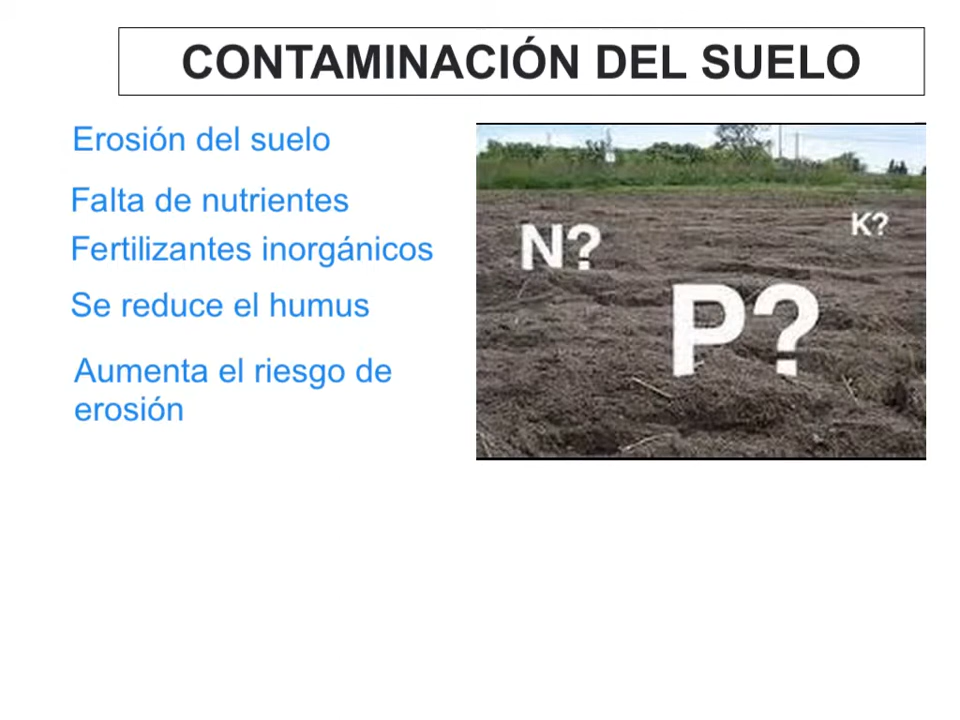 CONTAMINACIÓN DEL SUELO
Erosión del suelo
Falta de nutrientes
Fertilizantes inorgánicos
Se reduce el humus
Aumenta el riesgo de
erosión
N?
K?
P?